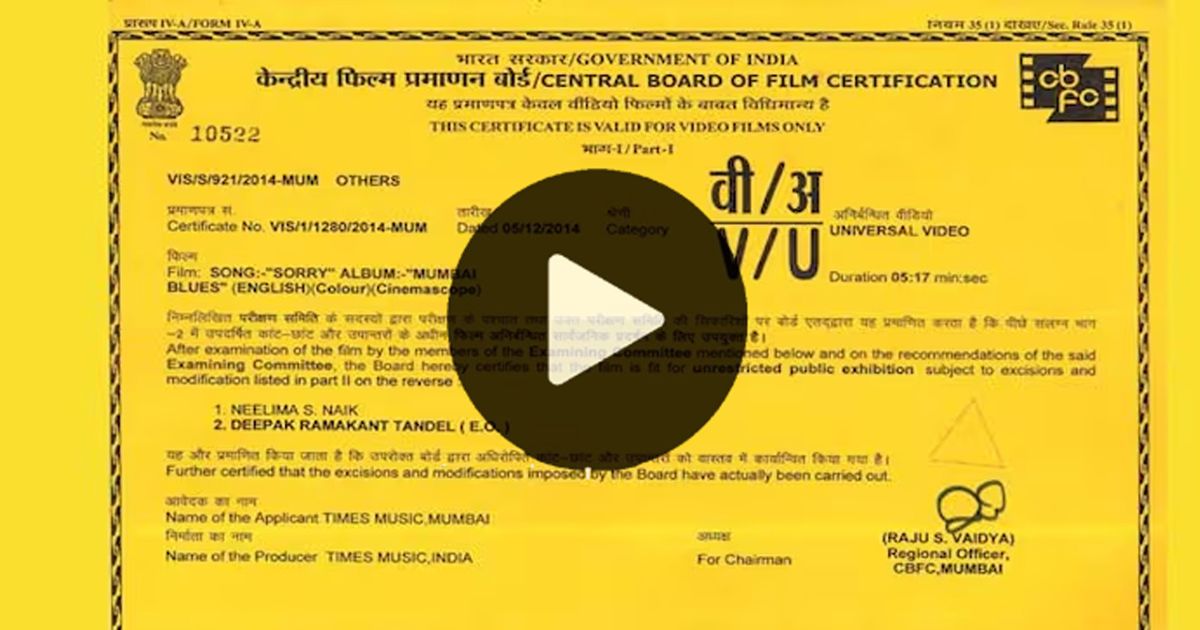 प्रारूप IV-A/FORM IV-A
नियम 35 (1) दाखिए/Sec. Rule 35 (1)
भारत सरकार/GOVERNMENT OF INDIA
केन्द्रीय फिल्म प्रमाणन बोर्ड/CENTRAL BOARD OF FILM CERTIFICATION
cbfc
यह प्रमाणपत्र केवल वीडियो फिल्मों के बाबत विधिमान्य है
THIS CERTIFICATE IS VALID FOR VIDEO FILMS ONLY
No. 10522
भाग-I/Part-I
VIS/S/921/2014-MUM OTHERS
वी/अ
V/U
अनिर्बन्धित वीडियो
UNIVERSAL VIDEO
प्रमाणपत्र सं. तारीख श्रेणी
Certificate No. VIS/1/1280/2014-MUM Dated 05/12/2014 Category
Duration 05:17 min:sec
फिल्म
Film: SONG:-"SORRY" ALBUM:-"MUMBAI
BLUES" (ENGLISH)(Colour)(Cinemascope)
निम्नलिखित परीक्षण समिति के सदस्यों द्वारा परीक्षण के पश्चात तथा उक्त परीक्षण समिति की सिफारिशों पर बोर्ड एतद्द्वारा यह प्रमाणित करता है कि पीछे सलग्न भाग
-2 में उपदर्षित कांट-छांट और उपान्तरों के अधीन फिल्म अनिर्बन्धित सार्वजनिक प्रदर्शन के लिए उपयुक्त है।
After examination of the film by the members of the Examining Committee mentioned below and on the recommendations of the said
Examining Committee, the Board hereby certifies that the film is fit for unrestricted public exhibition subject to excisions and
modification listed in part II on the reverse :
1. NEELIMA S. NAIK
2. DEEPAK RAMAKANT TANDEL ( E.O. )
यह और प्रमाणित किया जाता है कि उपरोक्त बोर्ड द्वारा अधिरोपित कांट-छांट और उपान्तरों को वास्तव में कार्यान्वित किया गया है।
Further certified that the excisions and modifications imposed by the Board have actually been carried out.
आवेदक का नाम
Name of the Applicant TIMES MUSIC,MUMBAI
निर्माता का नाम
Name of the Producer TIMES MUSIC,INDIA
अध्यक्ष
For Chairman
(RAJU S. VAIDYA)
Regional Officer,
CBFC,MUMBAI